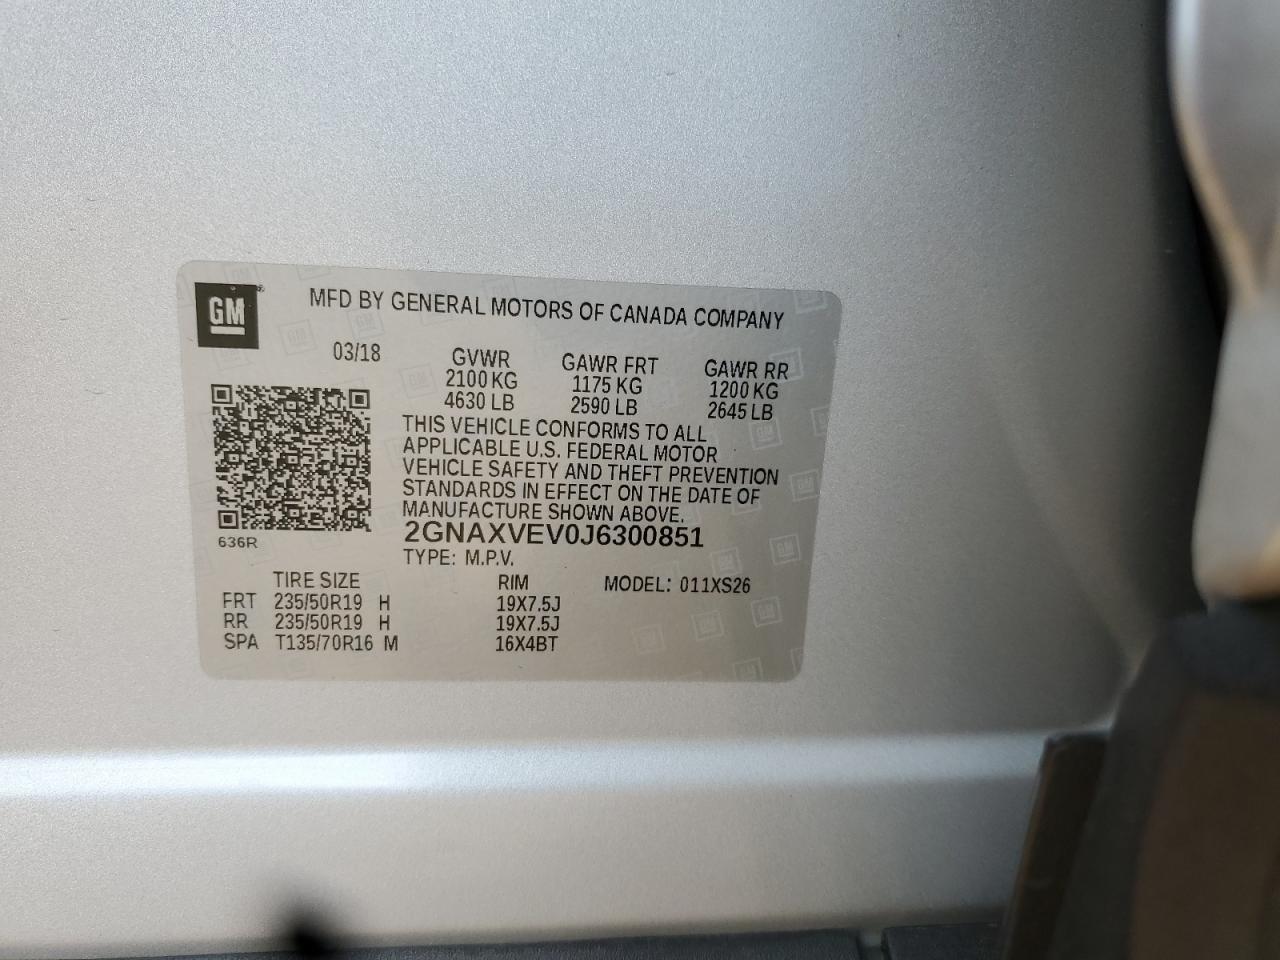 GM ®
MFD BY GENERAL MOTORS OF CANADA COMPANY
03/18 GVWR GAWR FRT GAWR RR
2100 KG 1175 KG 1200 KG
4630 LB 2590 LB 2645 LB
THIS VEHICLE CONFORMS TO ALL
APPLICABLE U.S. FEDERAL MOTOR
VEHICLE SAFETY AND THEFT PREVENTION
STANDARDS IN EFFECT ON THE DATE OF
MANUFACTURE SHOWN ABOVE.
2GNAXVEV0J6300851
636R
TYPE: M.P.V.
TIRE SIZE RIM MODEL: 011XS26
FRT 235/50R19 H 19X7.5J
RR 235/50R19 H 19X7.5J
SPA T135/70R16 M 16X4BT